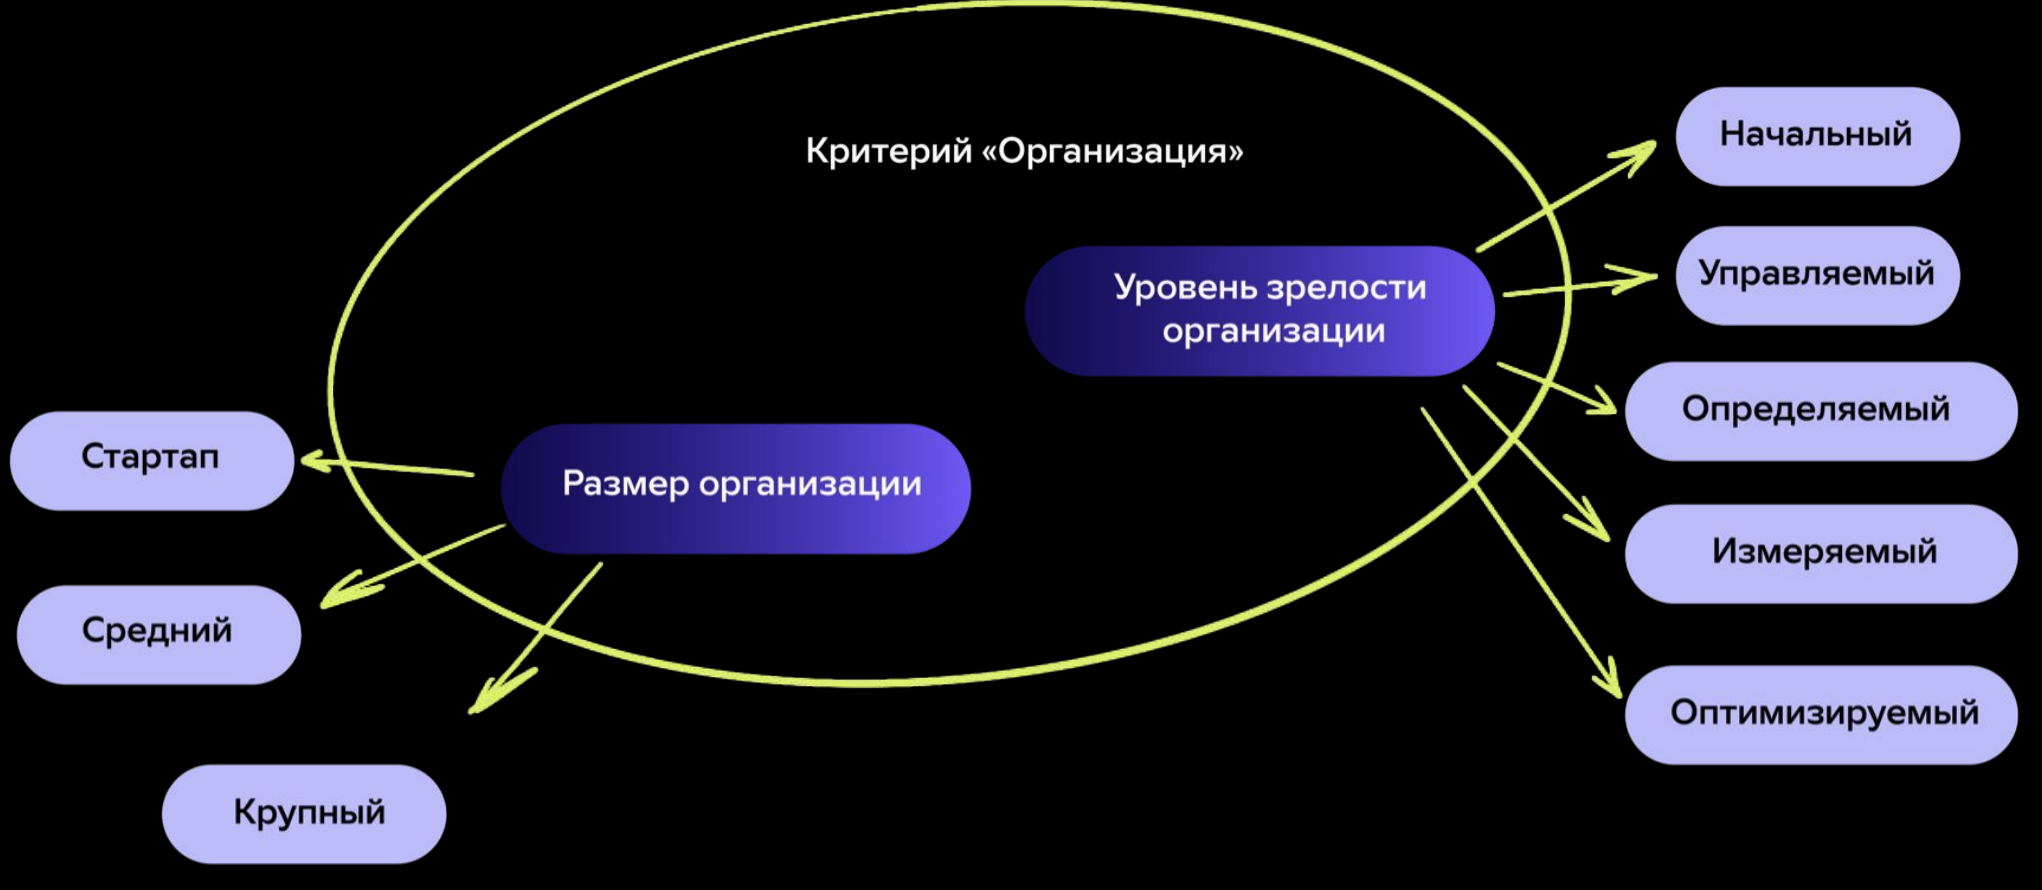 Критерий «Организация»
Уровень зрелости
организации
Размер организации
Начальный
Управляемый
Определяемый
Измеряемый
Оптимизируемый
Стартап
Средний
Крупный